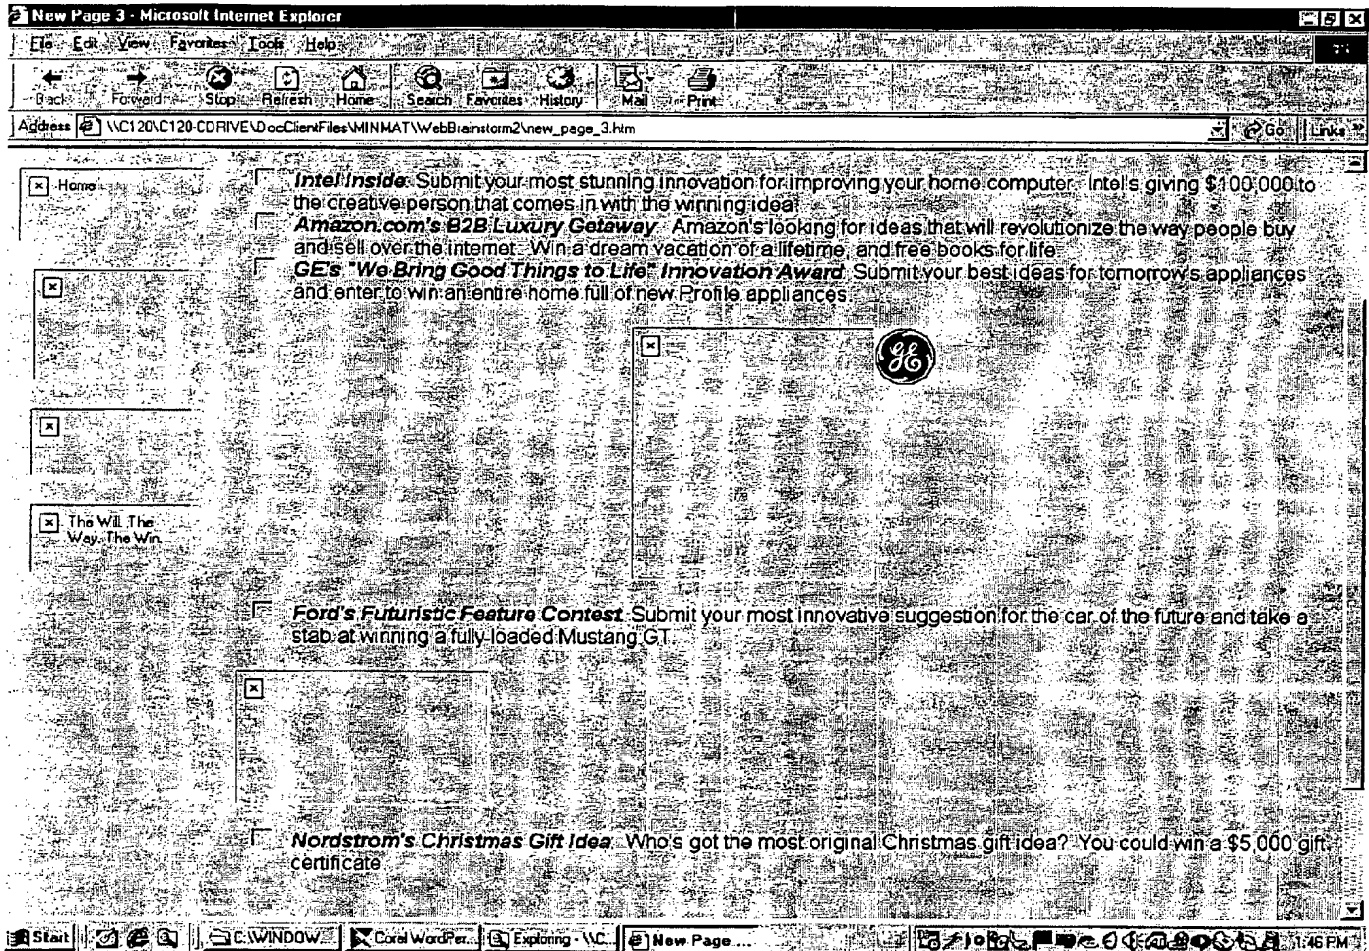 New Page 3 - Microsoft Internet Explorer
File Edit View Favorites Tools Help
Back Forward Stop Refresh Home Search Favorites History Mail Print
Address \\C120\C120-CDRIVE\DocClientFiles\MINMAT\WebBrainstorm2\new_page_3.htm Go Links
Home
Intel Inside: Submit your most stunning innovation for improving your home computer. Intel's giving $100,000 to
the creative person that comes in with the winning idea!
Amazon.com's B2B Luxury Getaway: Amazon's looking for ideas that will revolutionize the way people buy
and sell over the internet. Win a dream vacation of a lifetime, and free books for life.
GE's "We Bring Good Things to Life" Innovation Award: Submit your best ideas for tomorrow's appliances
and enter to win an entire home full of new Profile appliances.
GE
The Will. The
Way. The Win.
Ford's Futuristic Feature Contest. Submit your most innovative suggestion for the car of the future and take a
stab at winning a fully-loaded Mustang GT.
Nordstrom's Christmas Gift Idea: Who's got the most original Christmas gift idea? You could win a $5,000 gift
certificate
Start C:\WINDOW... Corel WordPer... Exploring - \\C... New Page ... 1:46 PM